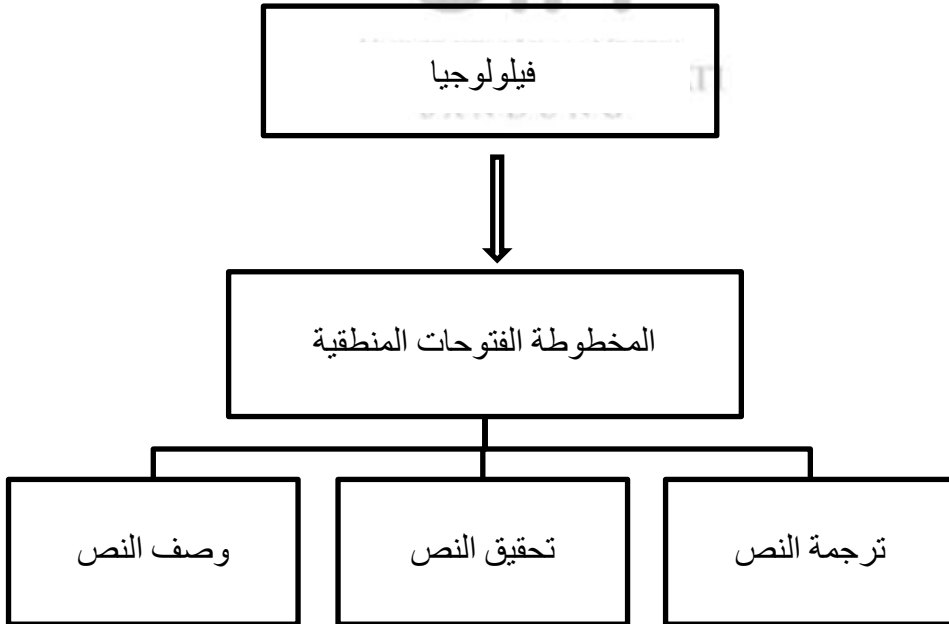 فيلولوجيا
المخطوطة الفتوحات المنطقية
ترجمة النص
تحقيق النص
وصف النص